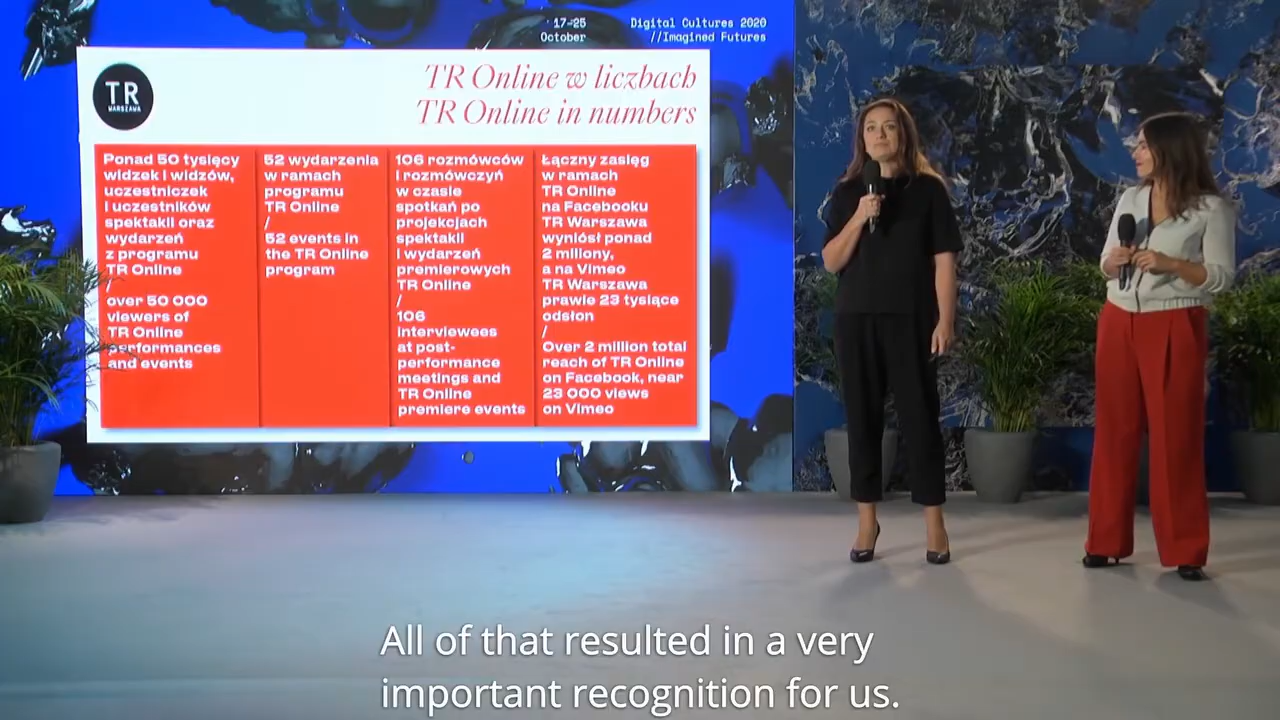 17–25
October
Digital Cultures 2020
//Imagined Futures
TR
WARSZAWA
TR Online w liczbach
TR Online in numbers
Ponad 50 tysięcy
widzek i widzów,
uczestniczek
i uczestników
spektakli oraz
wydarzeń
z programu
TR Online
/
over 50 000
viewers of
TR Online
performances
and events
52 wydarzenia
w ramach
programu
TR Online
/
52 events in
the TR Online
program
106 rozmówców
i rozmówczyń
w czasie
spotkań po
projekcjach
spektakli
i wydarzeń
premierowych
TR Online
/
106
interviewees
at post-
performance
meetings and
TR Online
premiere events
Łączny zasięg
w ramach
TR Online
na Facebooku
TR Warszawa
wyniósł ponad
2 miliony,
a na Vimeo
TR Warszawa
prawie 23 tysiące
odsłon
/
Over 2 million total
reach of TR Online
on Facebook, near
23 000 views
on Vimeo
All of that resulted in a very
important recognition for us.